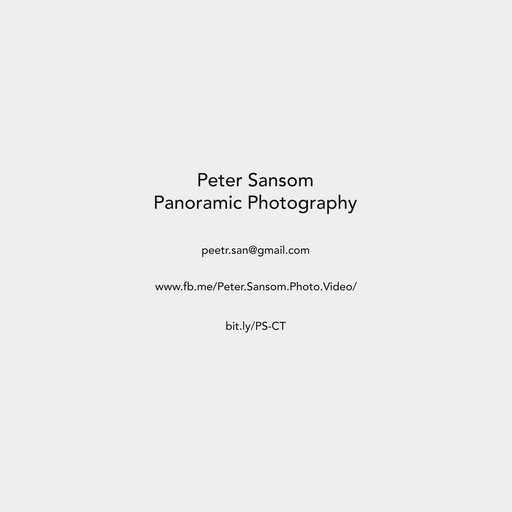 Peter Sansom
Panoramic Photography
peetr.san@gmail.com
www.fb.me/Peter.Sansom.Photo.Video/
bit.ly/PS-CT